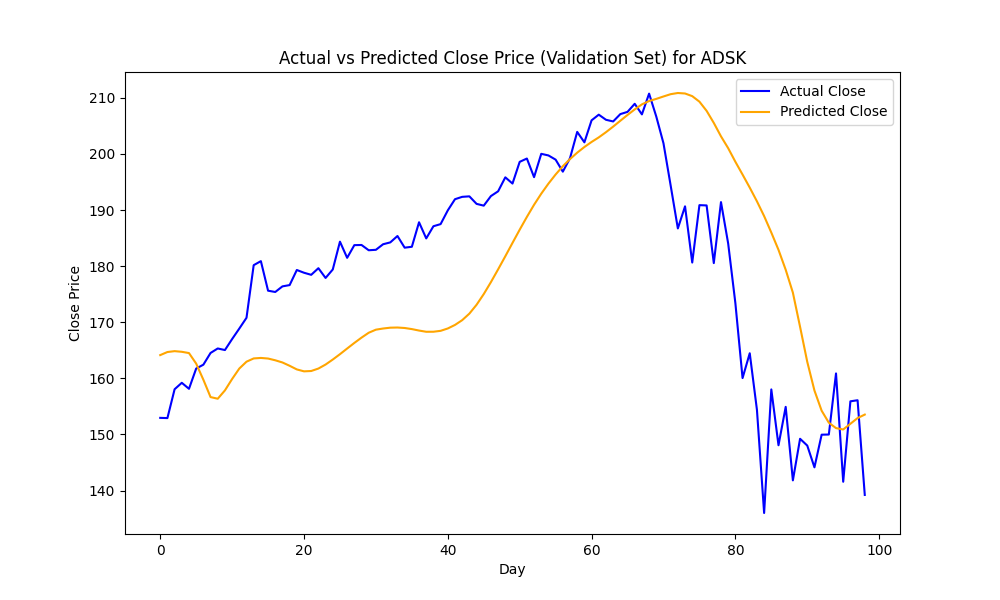 Actual vs Predicted Close Price (Validation Set) for ADSK
Actual Close
Predicted Close
Close Price
210
200
190
180
170
160
150
140
0 20 40 60 80 100
Day